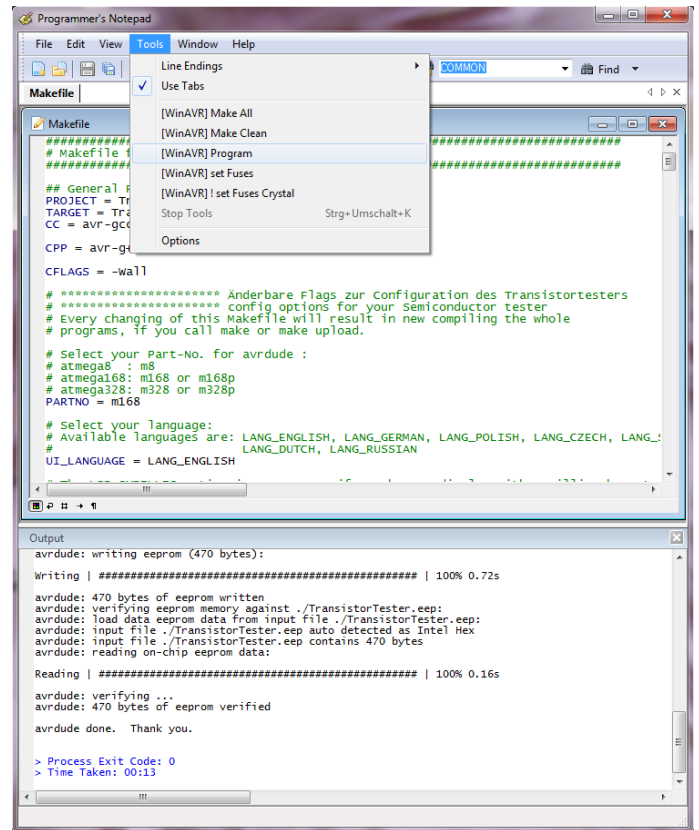 Programmer's Notepad
File Edit View Tools Window Help
COMMON Find
Makefile
Line Endings
Use Tabs
[WinAVR] Make All
[WinAVR] Make Clean
[WinAVR] Program
[WinAVR] set Fuses
[WinAVR] ! set Fuses Crystal
Stop Tools Strg+Umschalt+K
Options
Makefile
# Makefile f
## General P
PROJECT = Tr
TARGET = Tra
CC = avr-gcc
CPP = avr-g+
CFLAGS = -Wall
# ********************** Änderbare Flags zur Configuration des Transistortesters
# ********************** config options for your Semiconductor tester
# Every changing of this Makefile will result in new compiling the whole
# programs, if you call make or make upload.
# Select your Part-No. for avrdude :
# atmega8 : m8
# atmega168: m168 or m168p
# atmega328: m328 or m328p
PARTNO = m168
# Select your language:
# Available languages are: LANG_ENGLISH, LANG_GERMAN, LANG_POLISH, LANG_CZECH, LANG_
# LANG_DUTCH, LANG_RUSSIAN
UI_LANGUAGE = LANG_ENGLISH
Output
avrdude: writing eeprom (470 bytes):
Writing | ################################################## | 100% 0.72s
avrdude: 470 bytes of eeprom written
avrdude: verifying eeprom memory against ./TransistorTester.eep:
avrdude: load data eeprom data from input file ./TransistorTester.eep:
avrdude: input file ./TransistorTester.eep auto detected as Intel Hex
avrdude: input file ./TransistorTester.eep contains 470 bytes
avrdude: reading on-chip eeprom data:
Reading | ################################################## | 100% 0.16s
avrdude: verifying ...
avrdude: 470 bytes of eeprom verified
avrdude done.  Thank you.
> Process Exit Code: 0
> Time Taken: 00:13